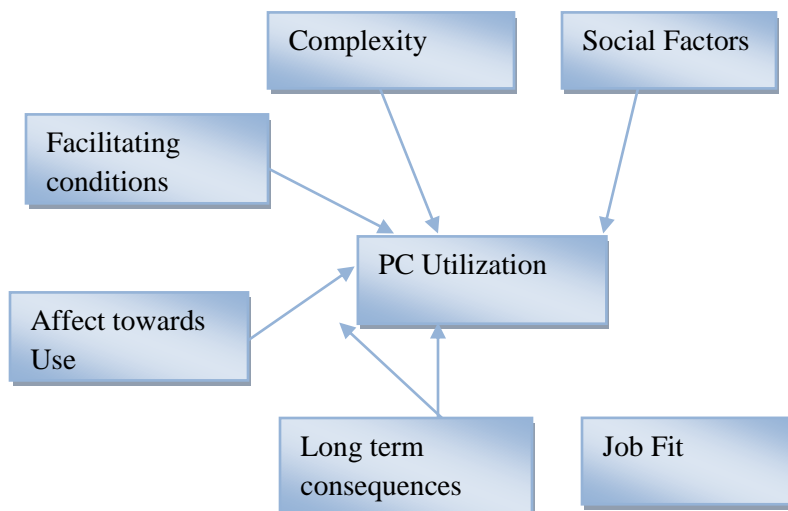 Complexity
Social Factors
Facilitating
conditions
PC Utilization
Affect towards
Use
Long term
consequences
Job Fit